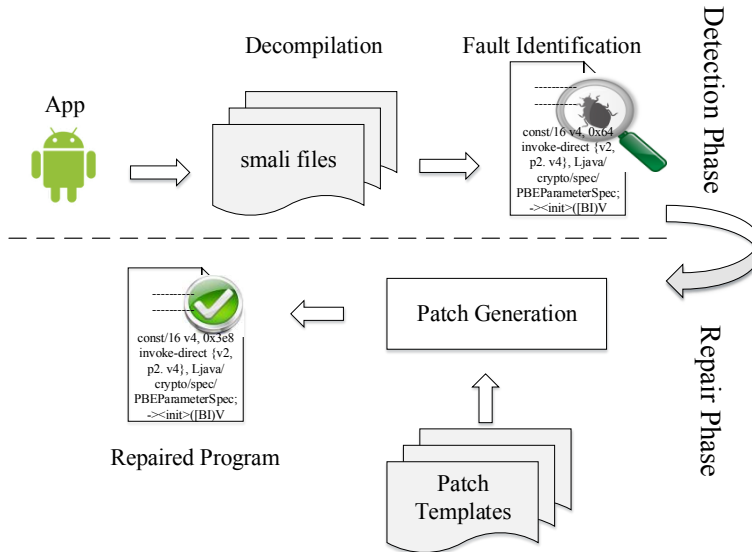 Decompilation
Fault Identification
App
smali files
const/16 v4, 0x64
invoke-direct {v2,
p2. v4}, Ljava/
crypto/spec/
PBEParameterSpec;
-><init>([BI)V
Detection Phase
const/16 v4, 0x3e8
invoke-direct {v2,
p2. v4}, Ljava/
crypto/spec/
PBEParameterSpec;
-><init>([BI)V
Repaired Program
Patch Generation
Patch
Templates
Repair Phase